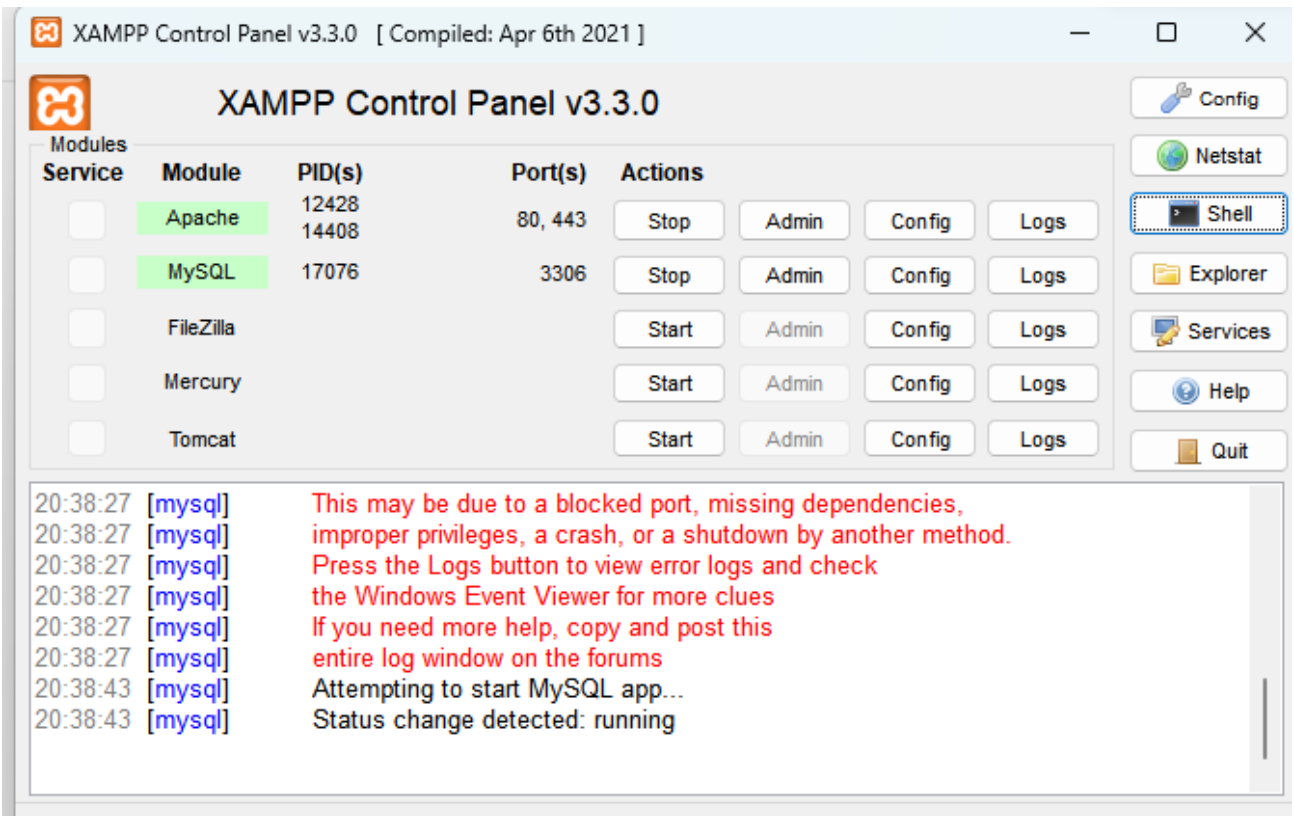 XAMPP Control Panel v3.3.0 [ Compiled: Apr 6th 2021 ]
XAMPP Control Panel v3.3.0
Config
Modules
Service Module PID(s) Port(s) Actions
Netstat
Apache 12428 14408 80, 443 Stop Admin Config Logs
Shell
MySQL 17076 3306 Stop Admin Config Logs
Explorer
FileZilla Start Admin Config Logs
Services
Mercury Start Admin Config Logs
Help
Tomcat Start Admin Config Logs
Quit
20:38:27 [mysql] This may be due to a blocked port, missing dependencies,
20:38:27 [mysql] improper privileges, a crash, or a shutdown by another method.
20:38:27 [mysql] Press the Logs button to view error logs and check
20:38:27 [mysql] the Windows Event Viewer for more clues
20:38:27 [mysql] If you need more help, copy and post this
20:38:27 [mysql] entire log window on the forums
20:38:43 [mysql] Attempting to start MySQL app...
20:38:43 [mysql] Status change detected: running